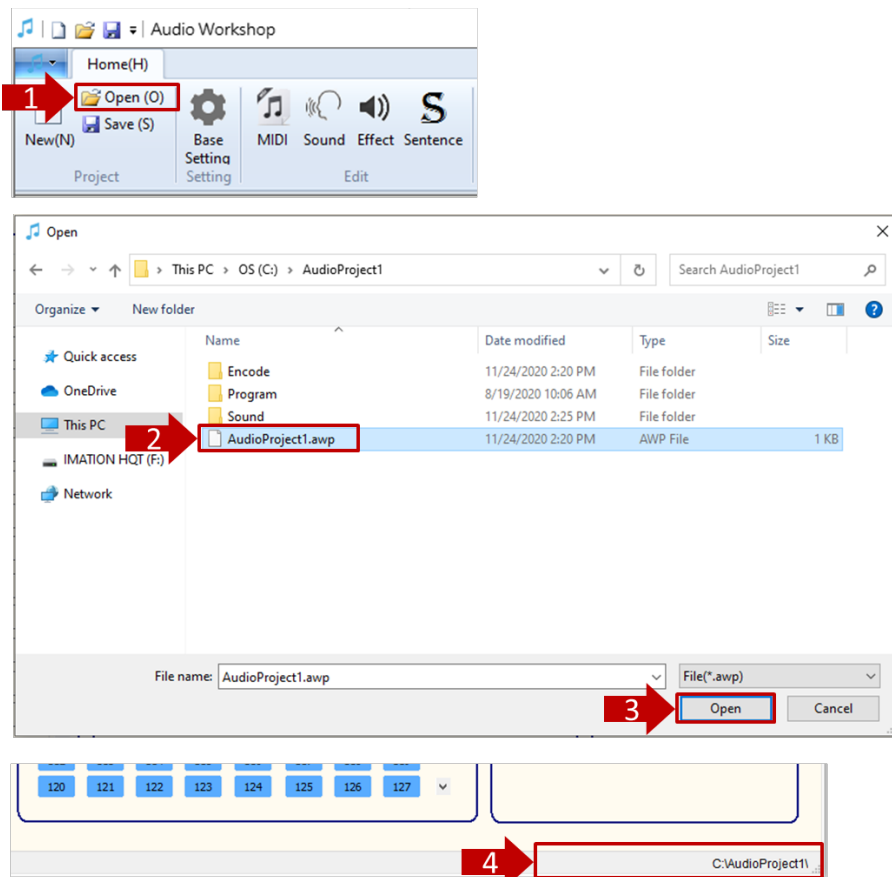 Audio Workshop
Home(H)
1
Open (O)
Save (S)
New(N)
Base
Setting
MIDI
Sound
Effect
Sentence
Project
Setting
Edit
Open
This PC > OS (C:) > AudioProject1
Search AudioProject1
Organize
New folder
Name
Date modified
Type
Size
Quick access
OneDrive
This PC
IMATION HQT (F:)
Network
Encode 11/24/2020 2:20 PM File folder
Program 8/19/2020 10:06 AM File folder
Sound 11/24/2020 2:25 PM File folder
2
AudioProject1.awp 11/24/2020 2:20 PM AWP File 1 KB
File name: AudioProject1.awp
File(*.awp)
3
Open
Cancel
120 121 122 123 124 125 126 127
4
C:\AudioProject1\